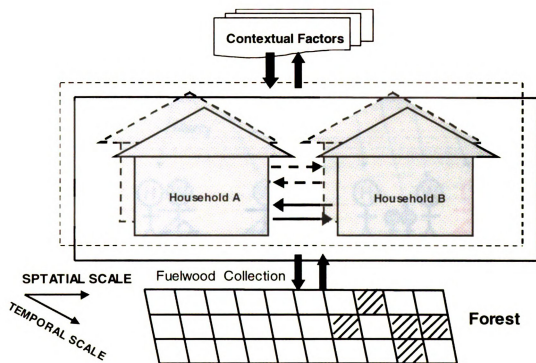 Contextual Factors
Household A
Household B
SPTATIAL SCALE
Fuelwood Collection
TEMPORAL SCALE
Forest